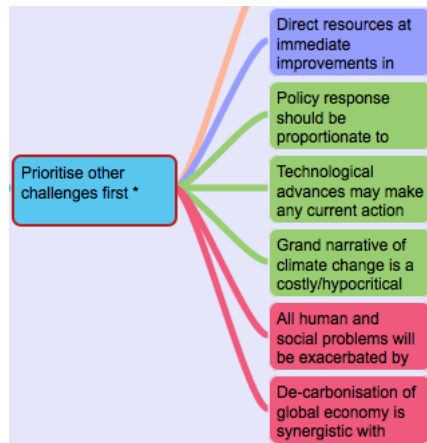 Direct resources at
immediate
improvements in
Policy response
should be
proportionate to
Prioritise other
challenges first *
Technological
advances may make
any current action
Grand narrative of
climate change is a
costly/hypocritical
All human and
social problems will
be exacerbated by
De-carbonisation of
global economy is
synergistic with